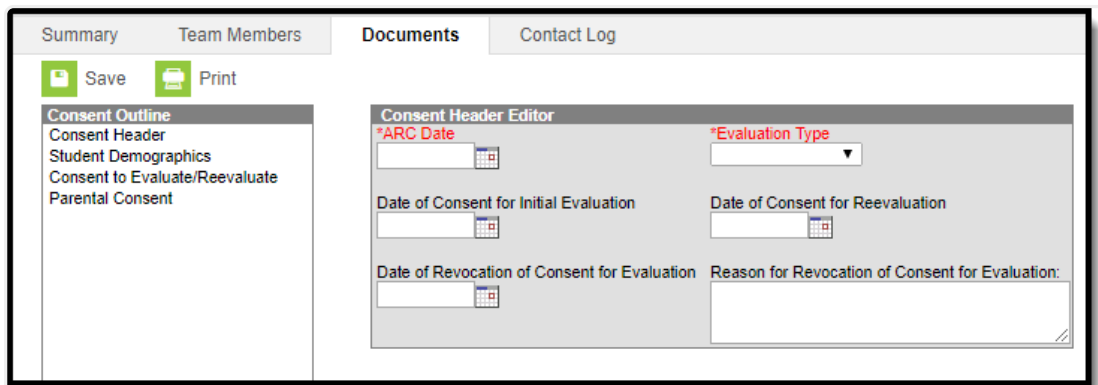 Summary Team Members Documents Contact Log
Save Print
Consent Outline
Consent Header
Student Demographics
Consent to Evaluate/Reevaluate
Parental Consent
Consent Header Editor
*ARC Date *Evaluation Type
Date of Consent for Initial Evaluation Date of Consent for Reevaluation
Date of Revocation of Consent for Evaluation Reason for Revocation of Consent for Evaluation: